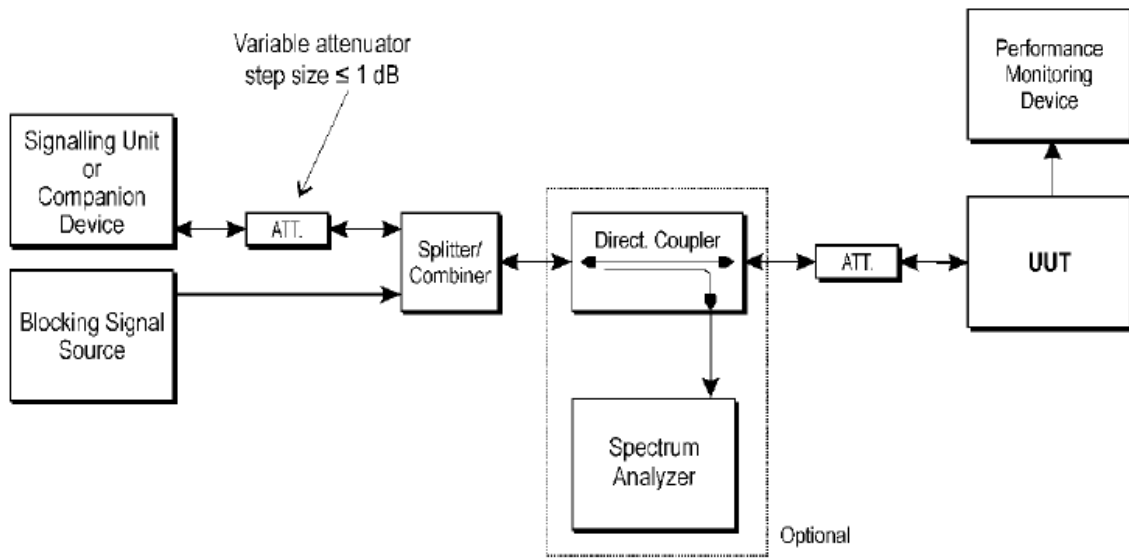 Variable attenuator
step size ≤ 1 dB
Performance
Monitoring
Device
Signalling Unit
or
Companion
Device
ATT.
Splitter/
Combiner
Direct. Coupler
ATT.
UUT
Blocking Signal
Source
Spectrum
Analyzer
Optional